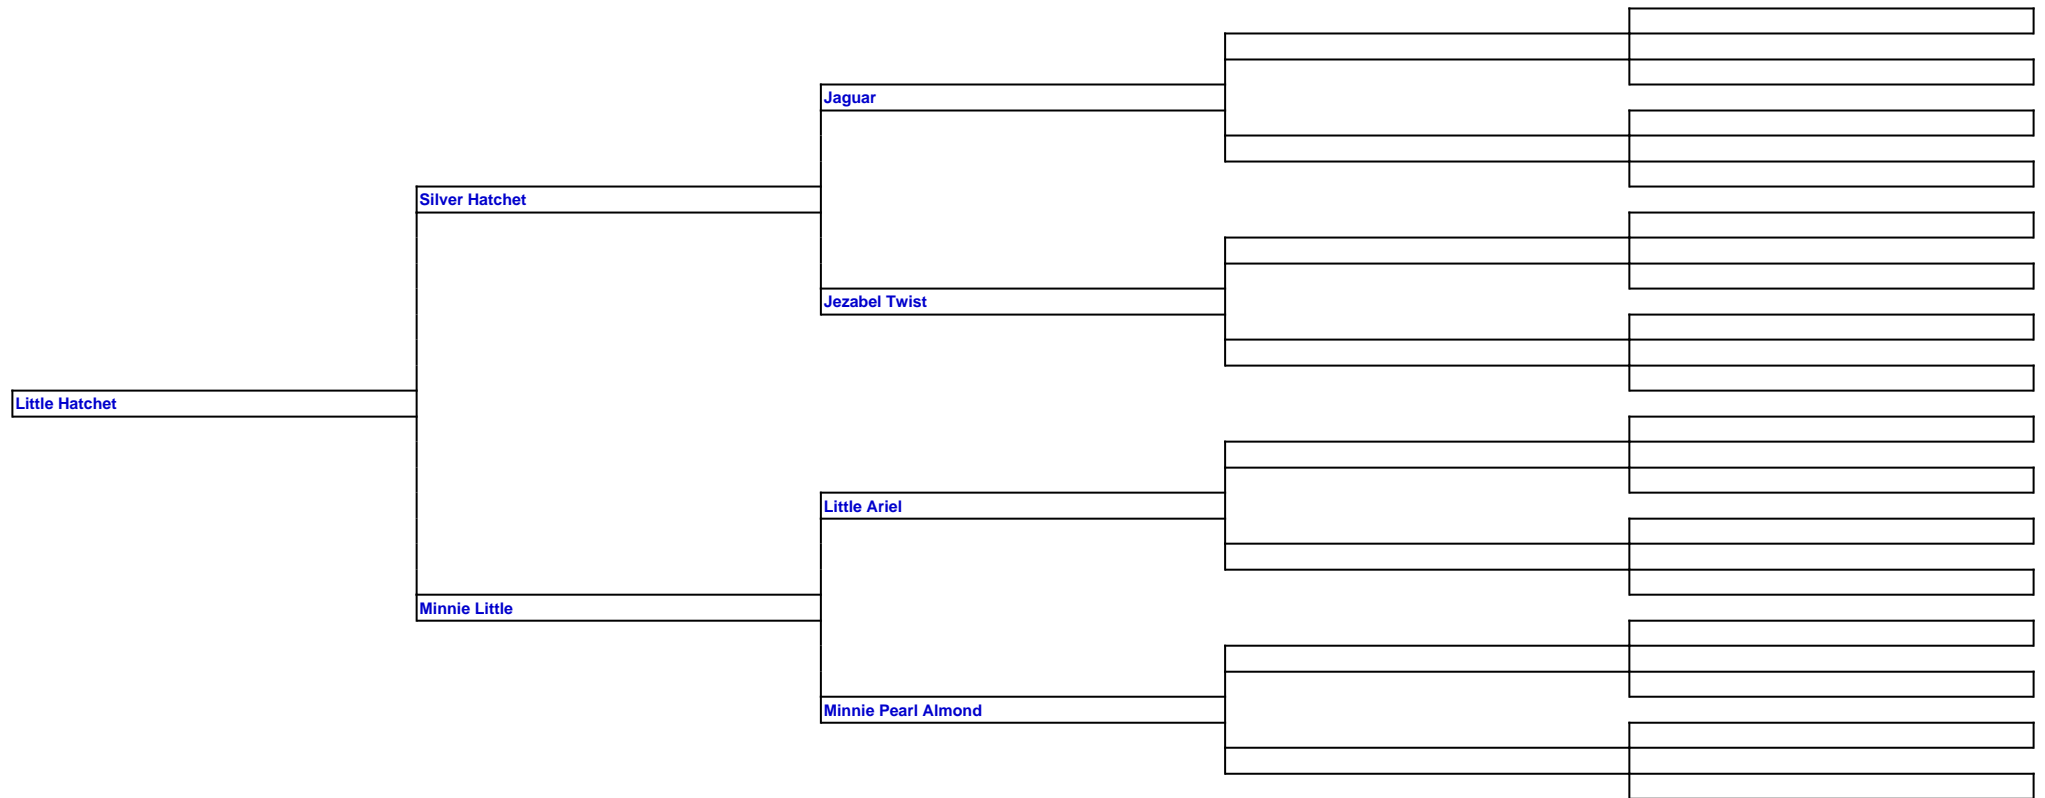 Jaguar
Silver Hatchet
Jezabel Twist
Little Hatchet
Little Ariel
Minnie Little
Minnie Pearl Almond